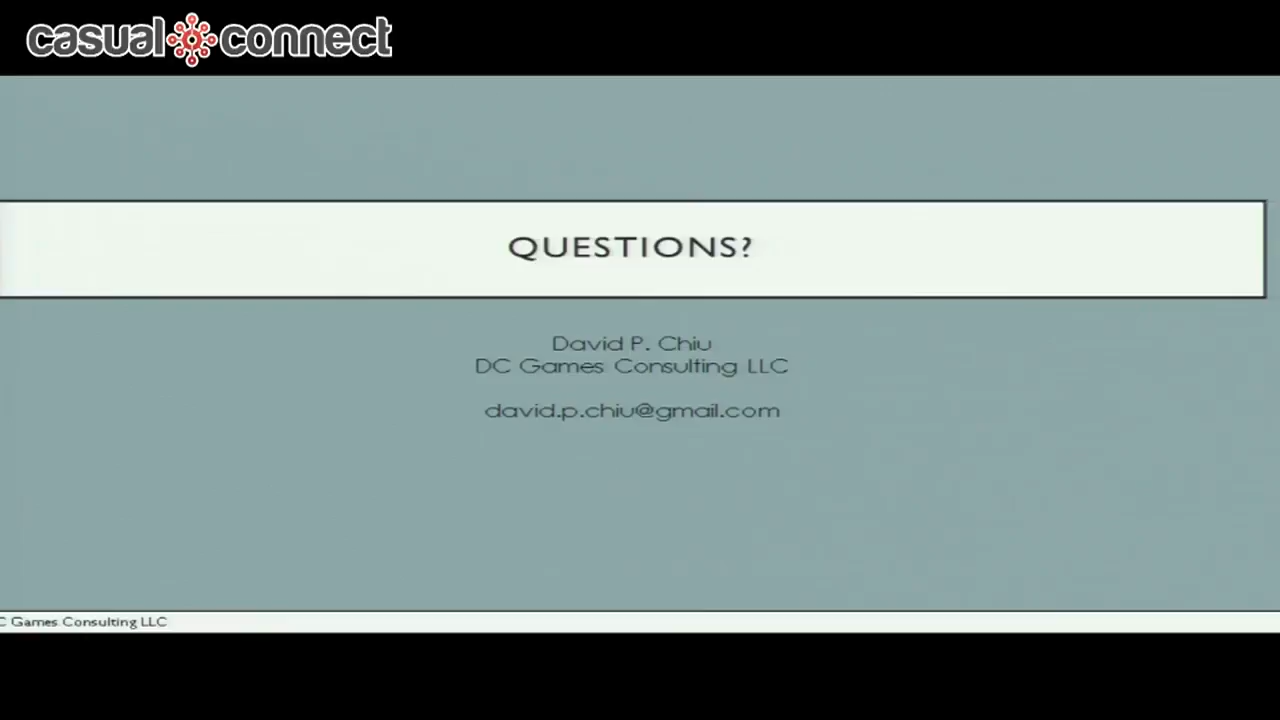 casual connect
QUESTIONS?
David P. Chiu
DC Games Consulting LLC
david.p.chiu@gmail.com
C Games Consulting LLC